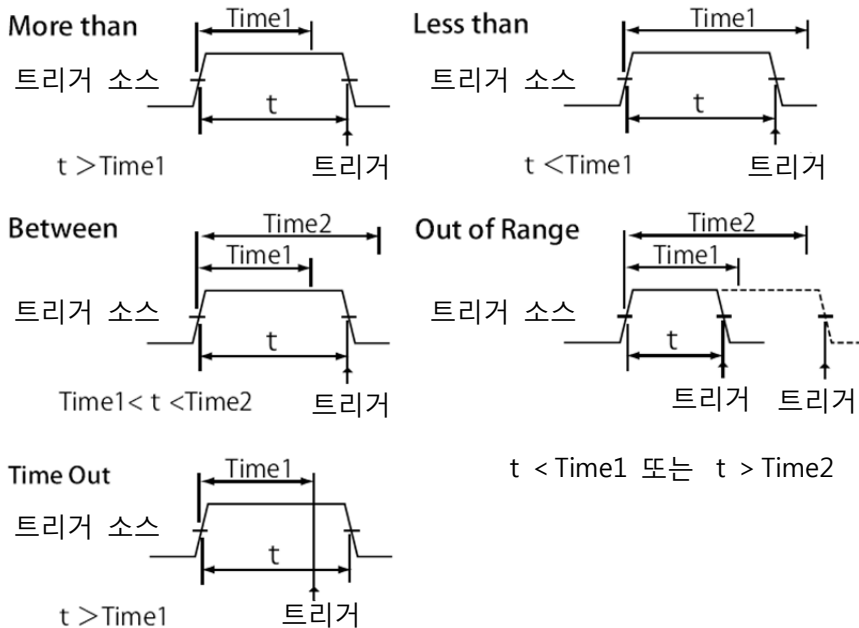 More than
Time1
트리거 소스
t
t >Time1
트리거
Less than
Time1
트리거 소스
t
t <Time1
트리거
Between
Time2
Time1
트리거 소스
t
Time1< t <Time2
트리거
Out of Range
Time2
Time1
트리거 소스
t
트리거 트리거
t < Time1 또는 t > Time2
Time Out
Time1
트리거 소스
t
t >Time1
트리거